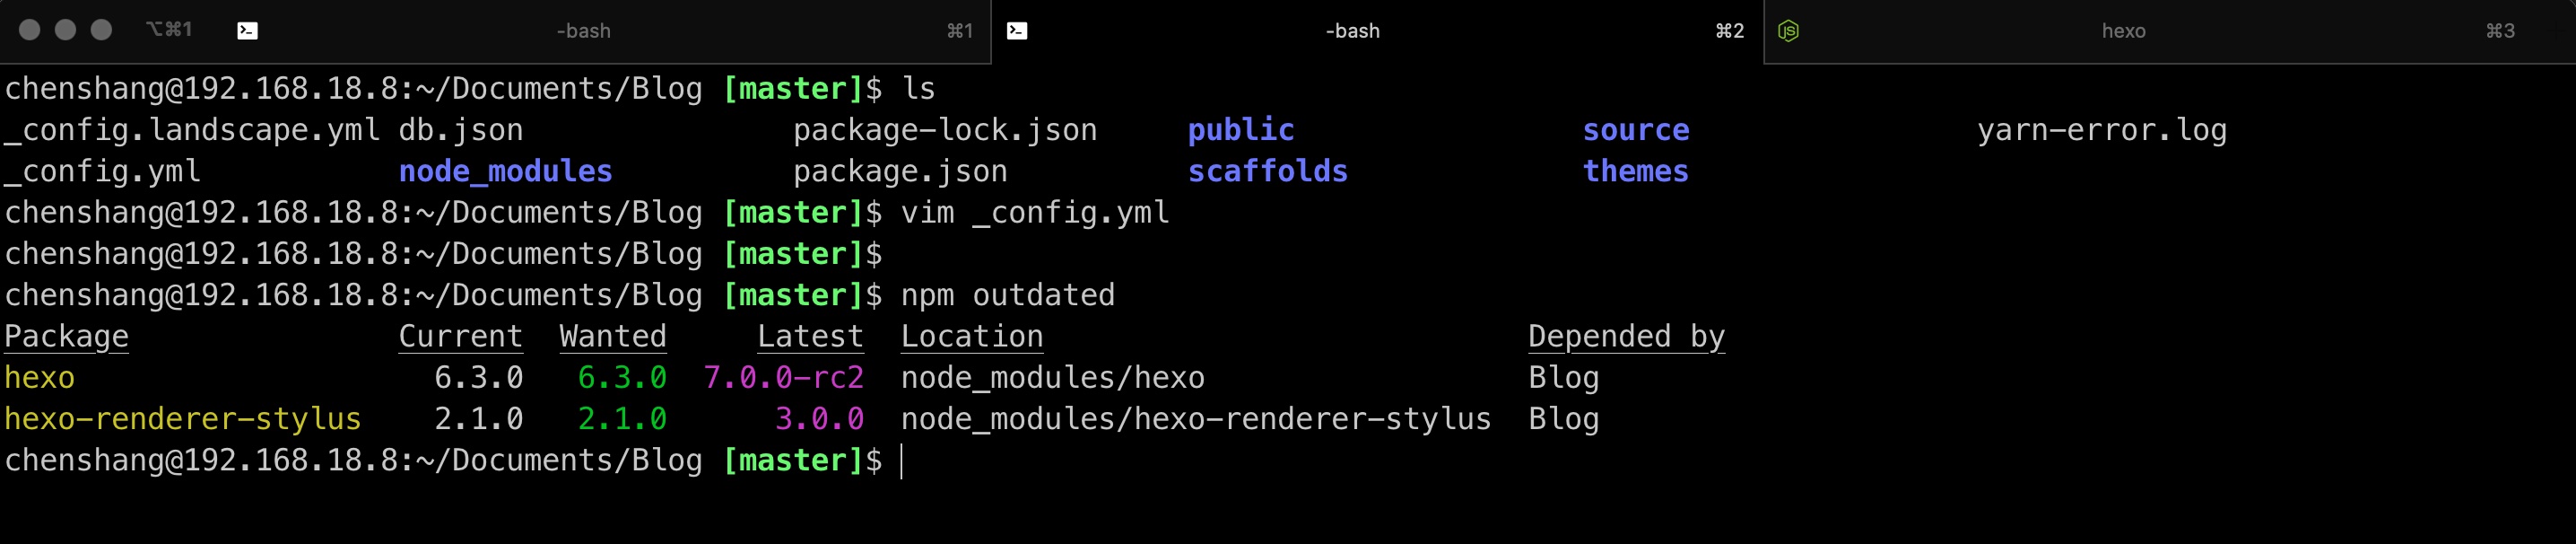 ⌥⌘1 -bash ⌘1 -bash ⌘2 hexo ⌘3
chenshang@192.168.18.8:~/Documents/Blog [master]$ ls
_config.landscape.yml db.json package-lock.json public source yarn-error.log
_config.yml node_modules package.json scaffolds themes
chenshang@192.168.18.8:~/Documents/Blog [master]$ vim _config.yml
chenshang@192.168.18.8:~/Documents/Blog [master]$
chenshang@192.168.18.8:~/Documents/Blog [master]$ npm outdated
Package Current Wanted Latest Location Depended by
hexo 6.3.0 6.3.0 7.0.0-rc2 node_modules/hexo Blog
hexo-renderer-stylus 2.1.0 2.1.0 3.0.0 node_modules/hexo-renderer-stylus Blog
chenshang@192.168.18.8:~/Documents/Blog [master]$